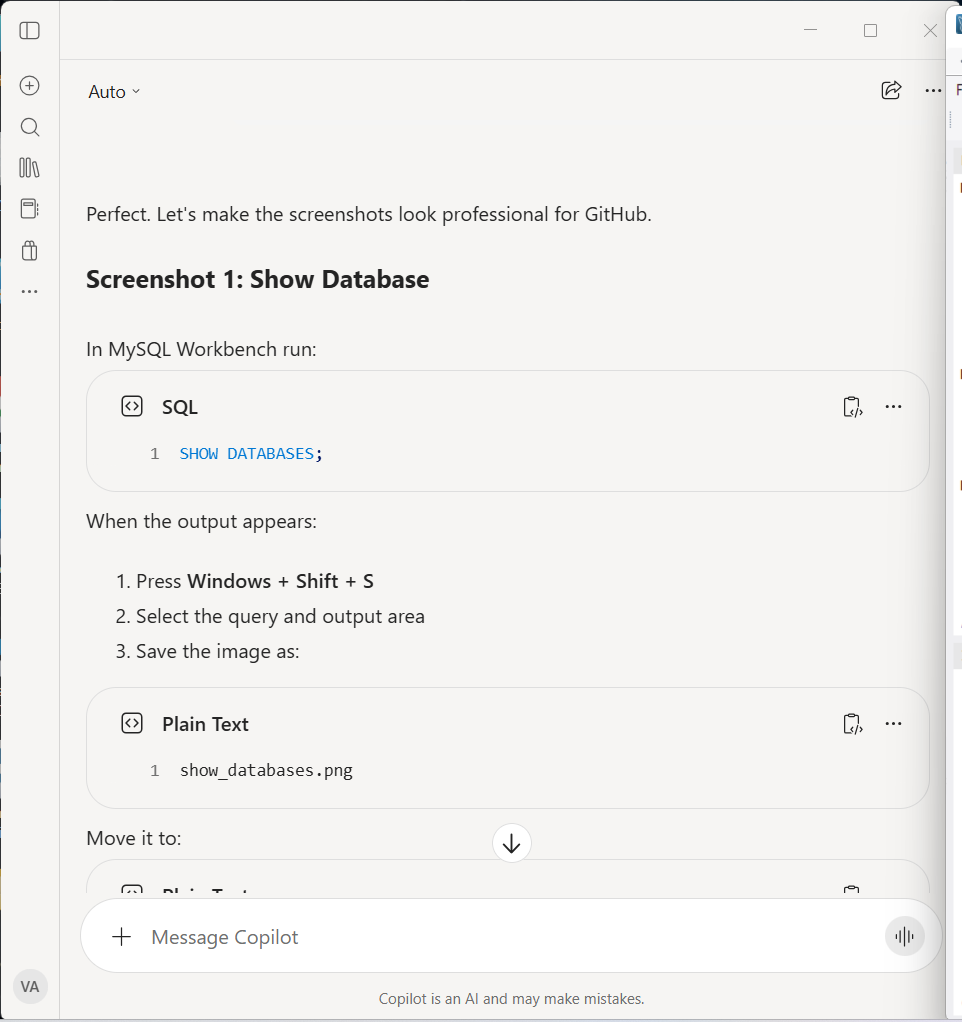 Auto
Perfect. Let's make the screenshots look professional for GitHub.
Screenshot 1: Show Database
In MySQL Workbench run:
SQL
1 SHOW DATABASES;
When the output appears:
1. Press Windows + Shift + S
2. Select the query and output area
3. Save the image as:
Plain Text
1 show_databases.png
Move it to:
Plain Text
Message Copilot
VA
Copilot is an AI and may make mistakes.